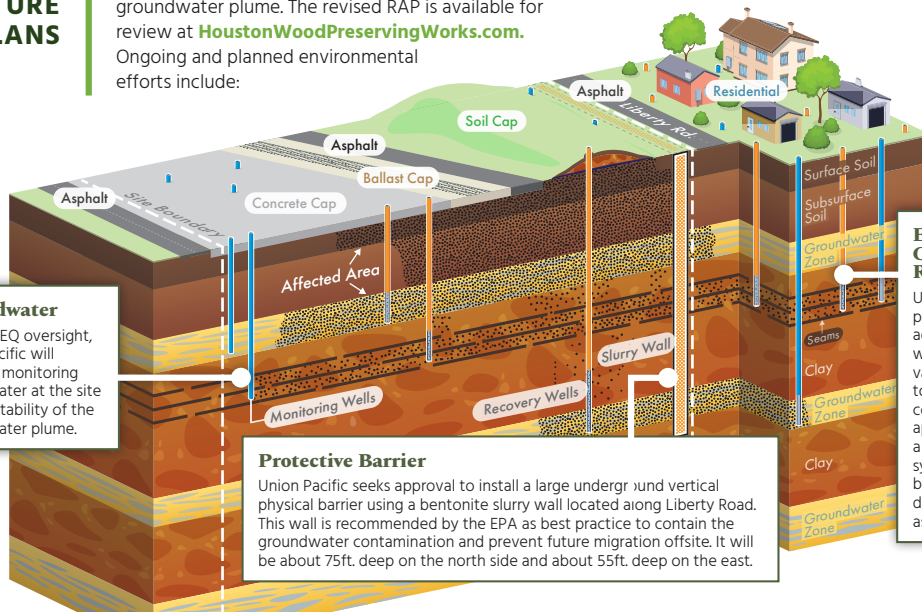 URE
LANS
groundwater plume. The revised RAP is available for
review at HoustonWoodPreservingWorks.com.
Ongoing and planned environmental
efforts include:
Asphalt
Residential
Liberty Rd.
Soil Cap
Asphalt
Ballast Cap
Concrete Cap
Asphalt
Site Boundary
Surface Soil
Subsurface
Soil
Groundwater
Zone
Affected Area
Seams
Slurry Wall
Clay
Monitoring Wells
Recovery Wells
Groundwater
Zone
Clay
Groundwater
Zone
dwater
EQ oversight,
cific will
monitoring
ater at the site
tability of the
ater plume.
Protective Barrier
Union Pacific seeks approval to install a large underground vertical
physical barrier using a bentonite slurry wall located along Liberty Road.
This wall is recommended by the EPA as best practice to contain the
groundwater contamination and prevent future migration offsite. It will
be about 75ft. deep on the north side and about 55ft. deep on the east.